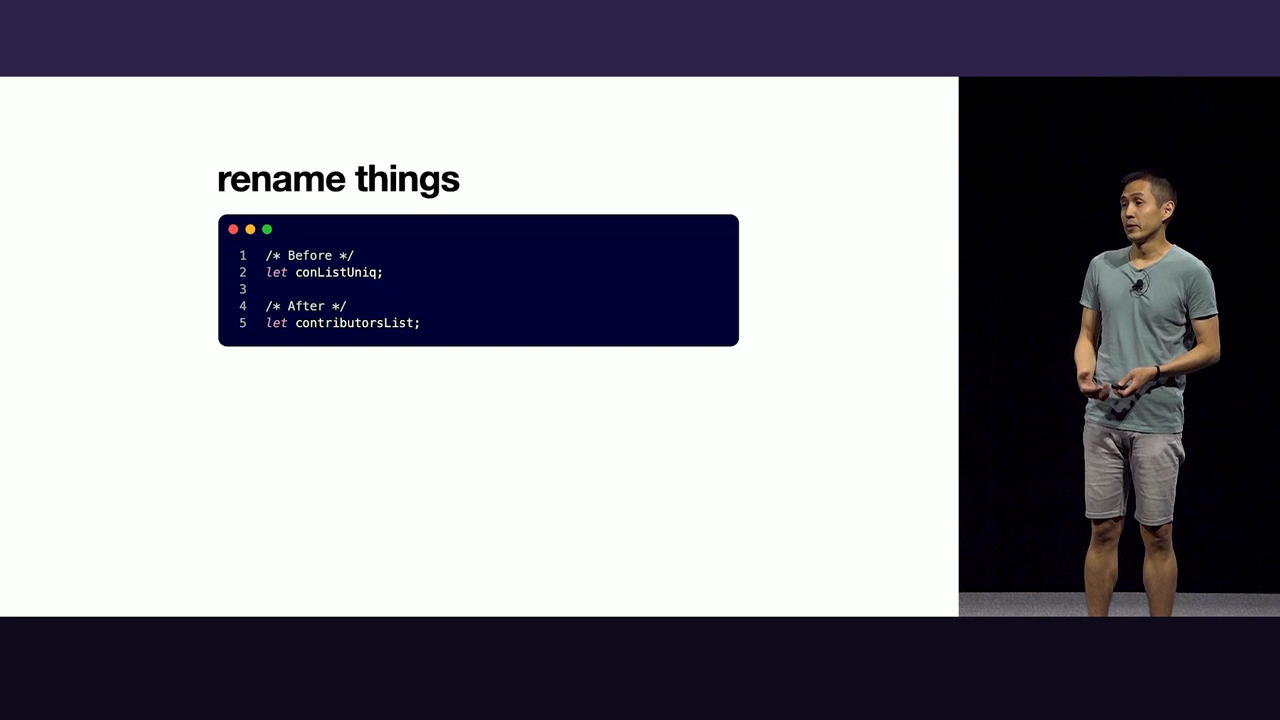 rename things
1 /* Before */
2 let conListUniq;
3
4 /* After */
5 let contributorsList;